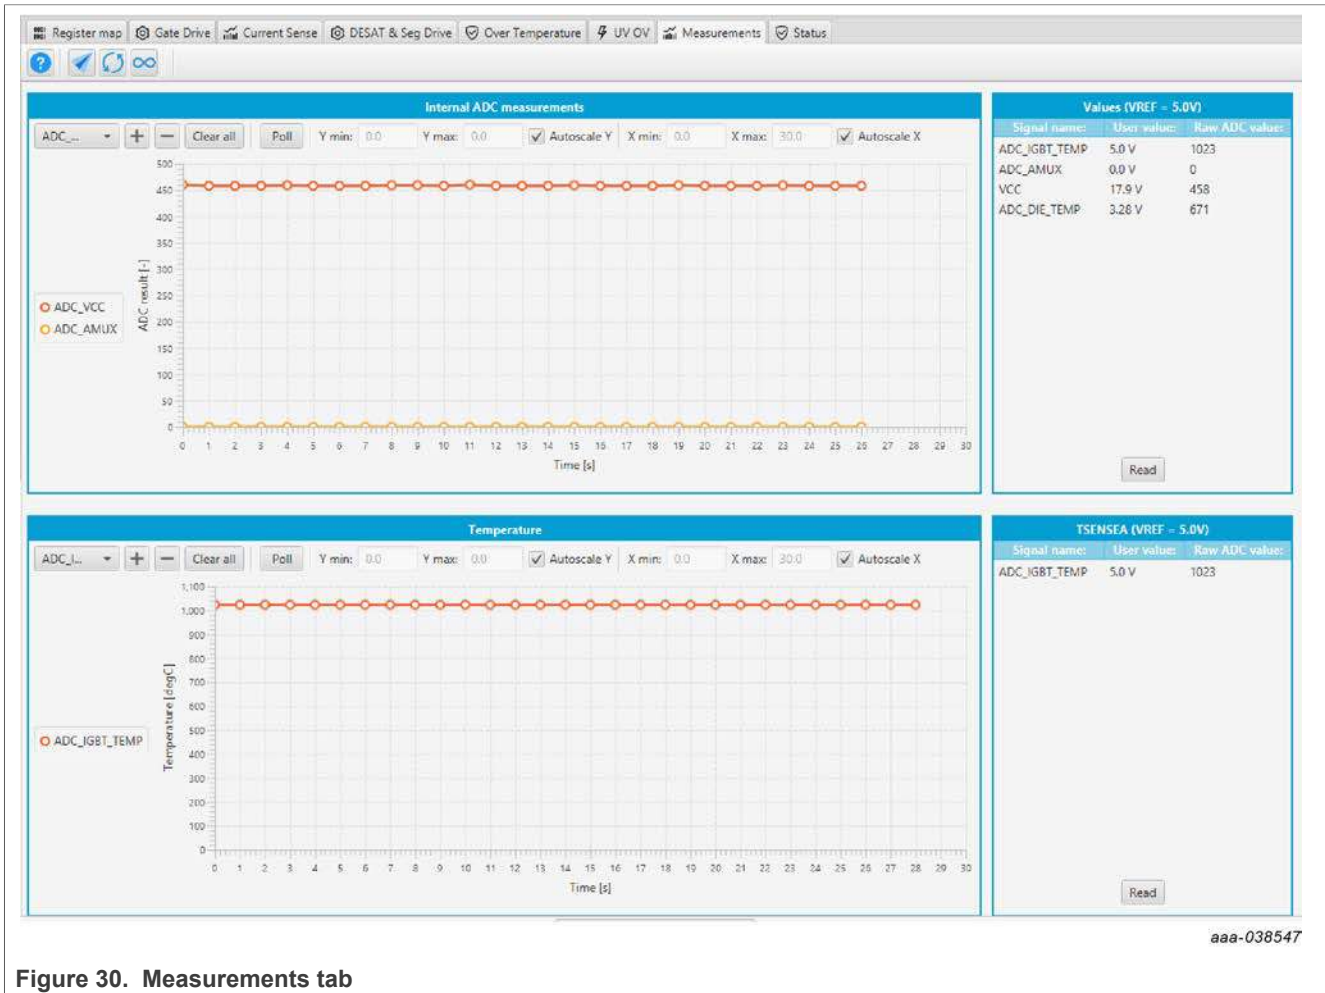 Register map Gate Drive Current Sense DESAT & Seg Drive Over Temperature UV OV Measurements Status
Internal ADC measurements
ADC_... + − Clear all Poll Y min: 0.0 Y max: 0.0 Autoscale Y X min: 0.0 X max: 30.0 Autoscale X
500
450
400
350
300
250
200
150
100
50
0
ADC result [-]
ADC_VCC
ADC_AMUX
0 1 2 3 4 5 6 7 8 9 10 11 12 13 14 15 16 17 18 19 20 21 22 23 24 25 26 27 28 29 30
Time [s]
Values (VREF = 5.0V)
Signal name: User value: Raw ADC value:
ADC_IGBT_TEMP 5.0 V 1023
ADC_AMUX 0.0 V 0
VCC 17.9 V 458
ADC_DIE_TEMP 3.28 V 671
Read
Temperature
ADC_I... + − Clear all Poll Y min: 0.0 Y max: 0.0 Autoscale Y X min: 0.0 X max: 30.0 Autoscale X
1,100
1,000
900
800
700
600
500
400
300
200
100
0
Temperature [degC]
ADC_IGBT_TEMP
0 1 2 3 4 5 6 7 8 9 10 11 12 13 14 15 16 17 18 19 20 21 22 23 24 25 26 27 28 29 30
Time [s]
TSENSEA (VREF = 5.0V)
Signal name: User value: Raw ADC value:
ADC_IGBT_TEMP 5.0 V 1023
Read
aaa-038547
Figure 30. Measurements tab